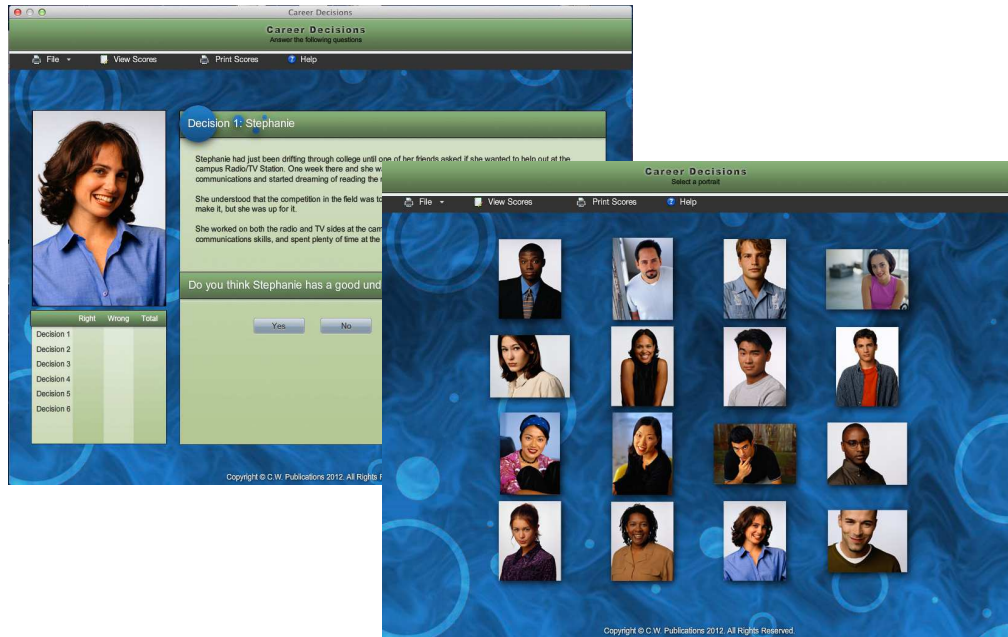 Career Decisions
Career Decisions
Answer the following questions
File View Scores Print Scores Help
Decision 1: Stephanie
Stephanie had just been drifting through college until one of her friends asked if she wanted to help out at the
campus Radio/TV Station. One week there and she
communications and started dreaming of reading the
She understood that the competition in the field was
make it, but she was up for it.
She worked on both the radio and TV sides at the
communications skills, and spent plenty of time at the
Do you think Stephanie has a good
Yes No
Right Wrong Total
Decision 1
Decision 2
Decision 3
Decision 4
Decision 5
Decision 6
Copyright © C.W. Publications 2012. All Rights
Career Decisions
Select a portrait
File View Scores Print Scores Help
Copyright © C.W. Publications 2012. All Rights Reserved.